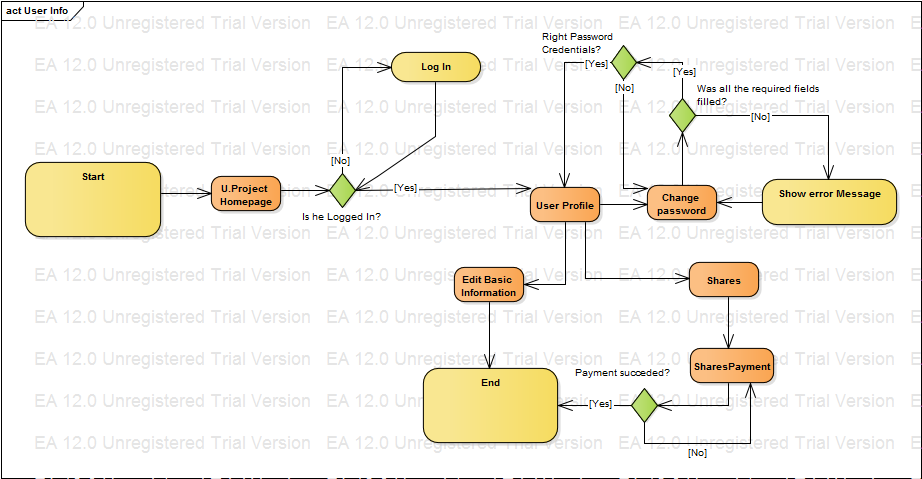 act User Info
EA 12.0 Unregistered Trial Version
Right Password
Credentials?
[Yes]
[No]
Log In
[Yes]
Was all the required fields
filled?
[No]
[No]
Start
U.Project
Homepage
[Yes]
Is he Logged In?
User Profile
Change
password
Show error Message
Edit Basic
Information
Shares
SharesPayment
Payment succeded?
End
[Yes]
[No]